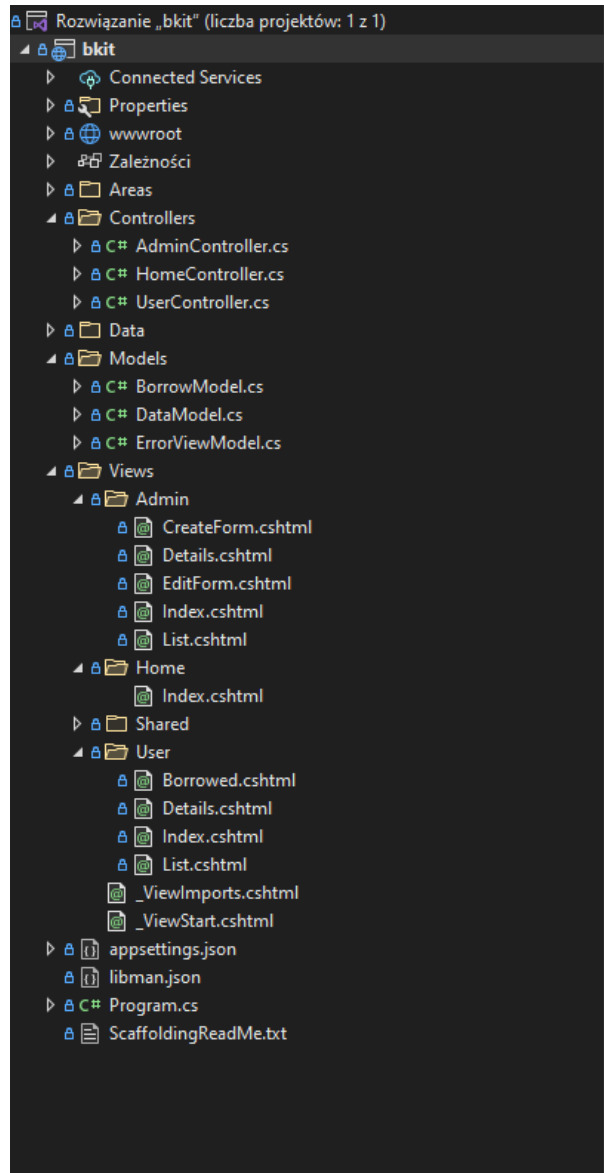 Rozwiązanie „bkit” (liczba projektów: 1 z 1)
bkit
Connected Services
Properties
wwwroot
Zależności
Areas
Controllers
C# AdminController.cs
C# HomeController.cs
C# UserController.cs
Data
Models
C# BorrowModel.cs
C# DataModel.cs
C# ErrorViewModel.cs
Views
Admin
CreateForm.cshtml
Details.cshtml
EditForm.cshtml
Index.cshtml
List.cshtml
Home
Index.cshtml
Shared
User
Borrowed.cshtml
Details.cshtml
Index.cshtml
List.cshtml
_ViewImports.cshtml
_ViewStart.cshtml
appsettings.json
libman.json
C# Program.cs
ScaffoldingReadMe.txt